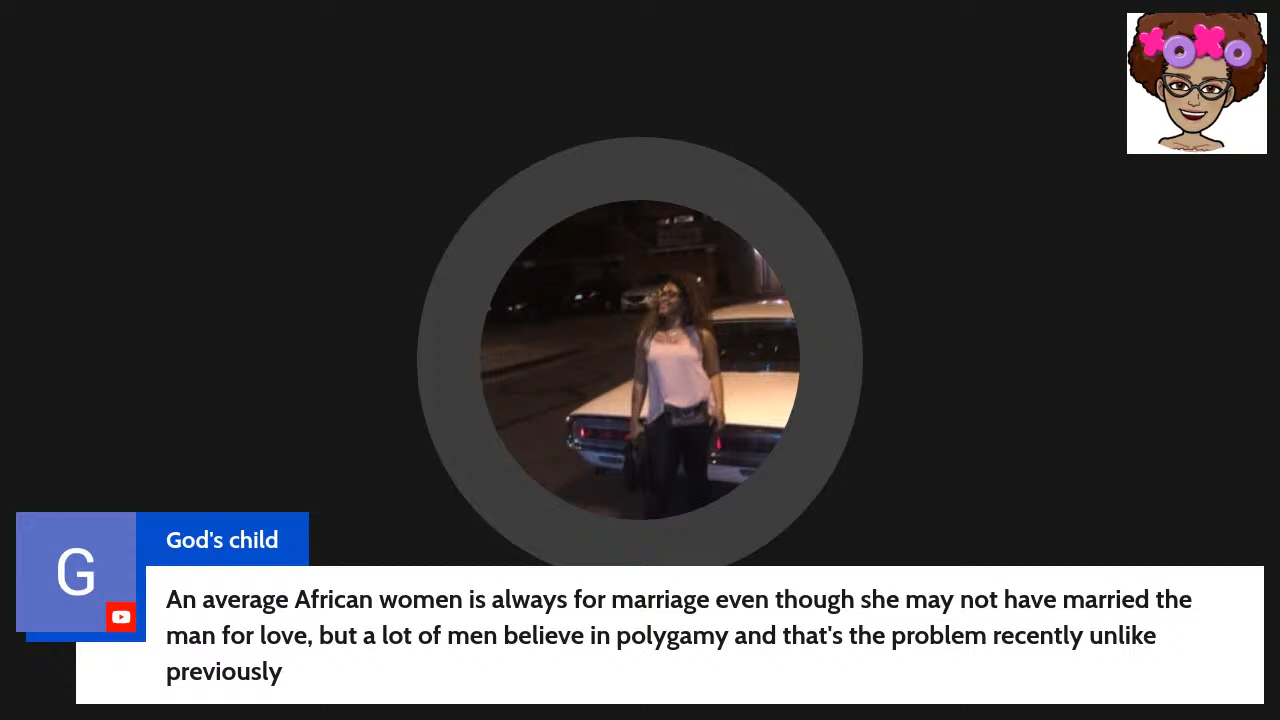 XOXO
G
God's child
An average African women is always for marriage even though she may not have married the
man for love, but a lot of men believe in polygamy and that's the problem recently unlike
previously